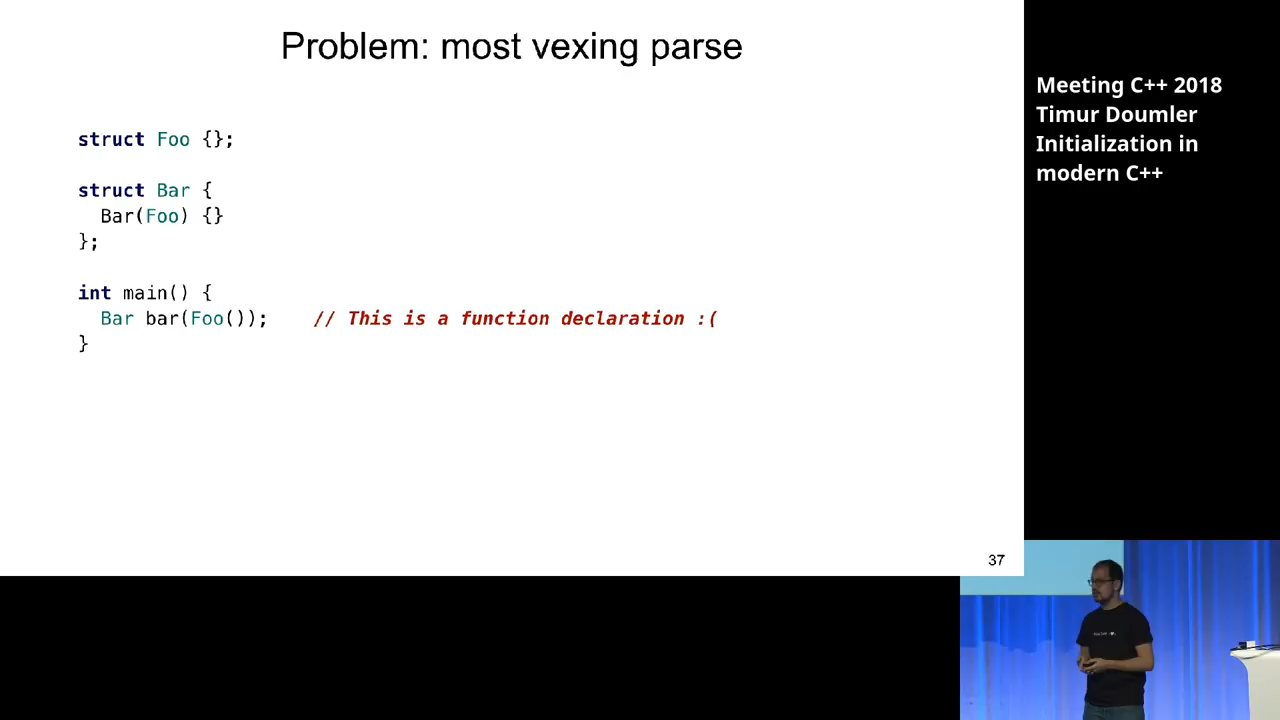 Problem: most vexing parse
struct Foo {};
struct Bar {
Bar(Foo) {}
};
int main() {
Bar bar(Foo()); // This is a function declaration :(
}
37
Meeting C++ 2018
Timur Doumler
Initialization in
modern C++